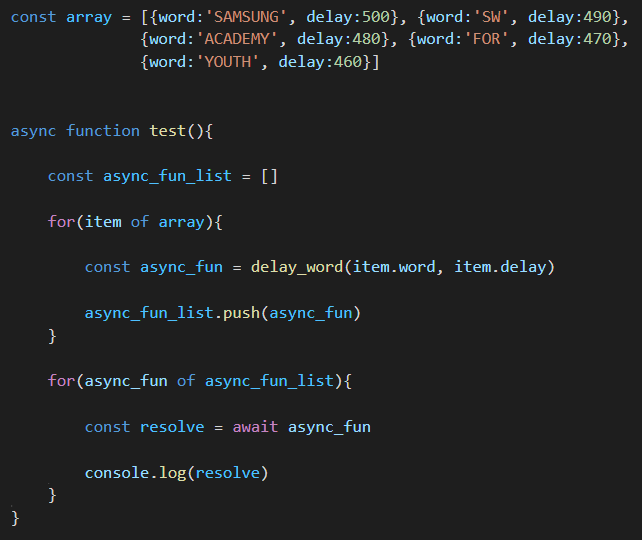 const array = [{word:'SAMSUNG', delay:500}, {word:'SW', delay:490},
{word:'ACADEMY', delay:480}, {word:'FOR', delay:470},
{word:'YOUTH', delay:460}]
async function test(){
const async_fun_list = []
for(item of array){
const async_fun = delay_word(item.word, item.delay)
async_fun_list.push(async_fun)
}
for(async_fun of async_fun_list){
const resolve = await async_fun
console.log(resolve)
}
}